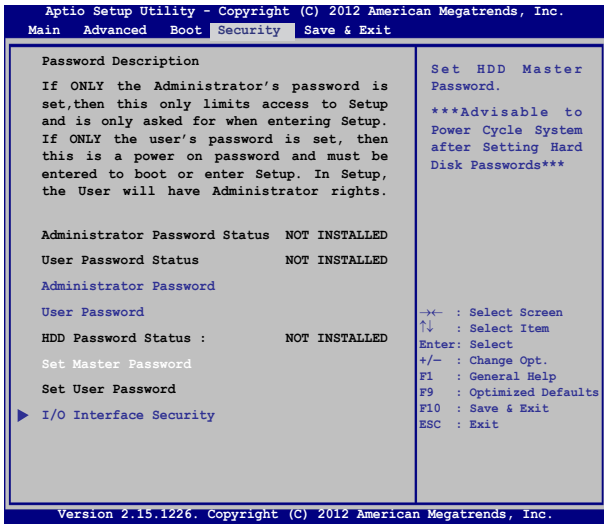 Aptio Setup Utility - Copyright (C) 2012 American Megatrends, Inc.
Main Advanced Boot Security Save & Exit
Password Description
If ONLY the Administrator's password is
set,then this only limits access to Setup
and is only asked for when entering Setup.
If ONLY the user's password is set, then
this is a power on password and must be
entered to boot or enter Setup. In Setup,
the User will have Administrator rights.
Administrator Password Status NOT INSTALLED
User Password Status NOT INSTALLED
Administrator Password
User Password
HDD Password Status : NOT INSTALLED
Set Master Password
Set User Password
I/O Interface Security
Set HDD Master
Password.
***Advisable to
Power Cycle System
after Setting Hard
Disk Passwords***
→← : Select Screen
↑↓ : Select Item
Enter: Select
+/— : Change Opt.
F1 : General Help
F9 : Optimized Defaults
F10 : Save & Exit
ESC : Exit
Version 2.15.1226. Copyright (C) 2012 American Megatrends, Inc.